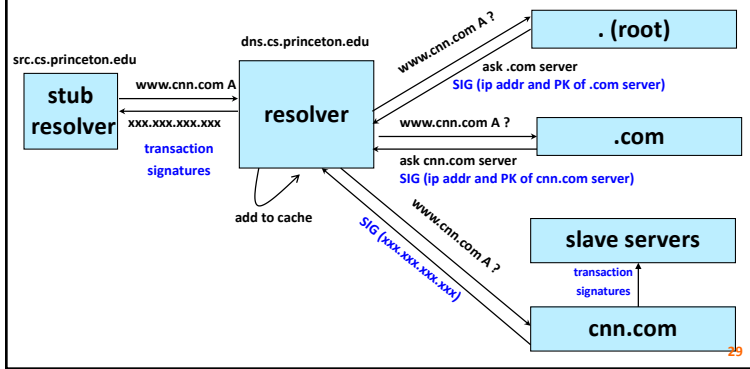 dns.cs.princeton.edu
src.cs.princeton.edu
stub
resolver
www.cnn.com A
xxx.xxx.xxx.xxx
transaction
signatures
resolver
add to cache
www.cnn.com A ?
. (root)
ask .com server
SIG (ip addr and PK of .com server)
www.cnn.com A ?
.com
ask cnn.com server
SIG (ip addr and PK of cnn.com server)
www.cnn.com A ?
SIG (xxx.xxx.xxx.xxx)
slave servers
transaction
signatures
cnn.com
29